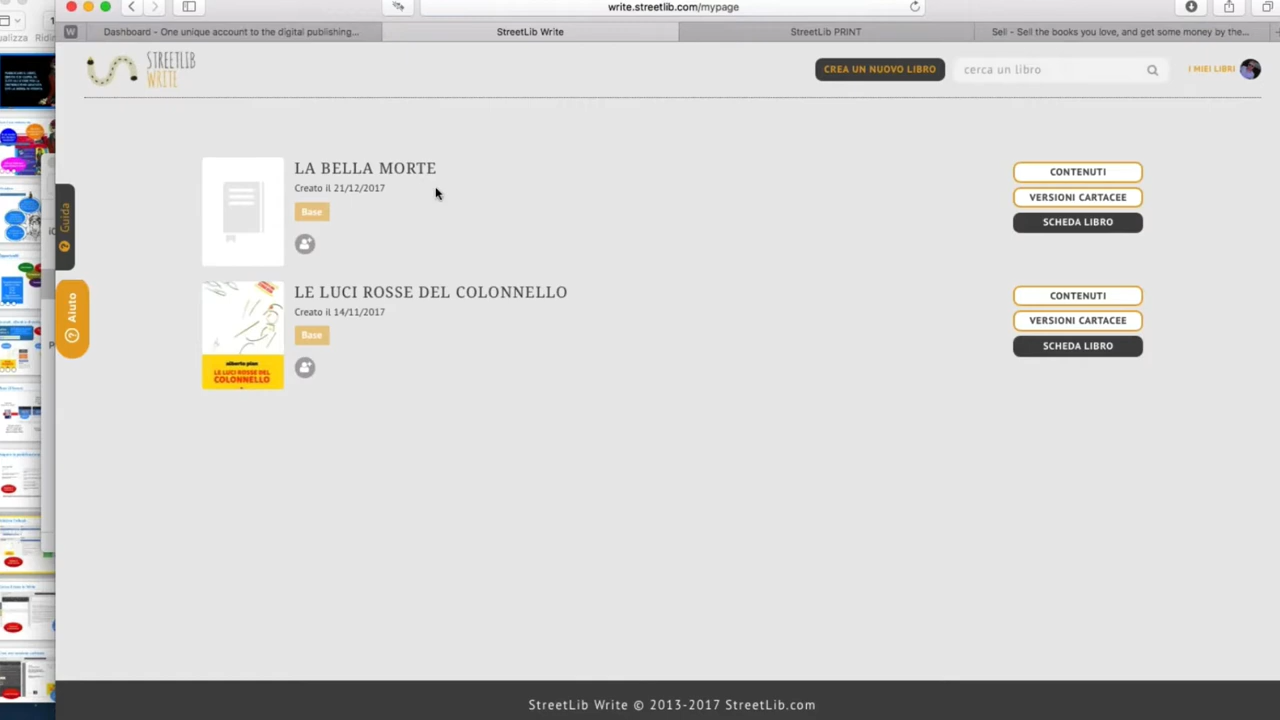 write.streetlib.com/mypage
Dashboard - One unique account to the digital publishing...
StreetLib Write
StreetLib PRINT
Sell - Sell the books you love, and get some money by the...
STREETLIB
WRITE
CREA UN NUOVO LIBRO
cerca un libro
I MIEI LIBRI
LA BELLA MORTE
Creato il 21/12/2017
Base
CONTENUTI
VERSIONI CARTACEE
SCHEDA LIBRO
Guida
Aiuto
LE LUCI ROSSE DEL COLONNELLO
Creato il 14/11/2017
Base
CONTENUTI
VERSIONI CARTACEE
SCHEDA LIBRO
alberto pian
LE LUCI ROSSE DEL
COLONNELLO
StreetLib Write © 2013-2017 StreetLib.com